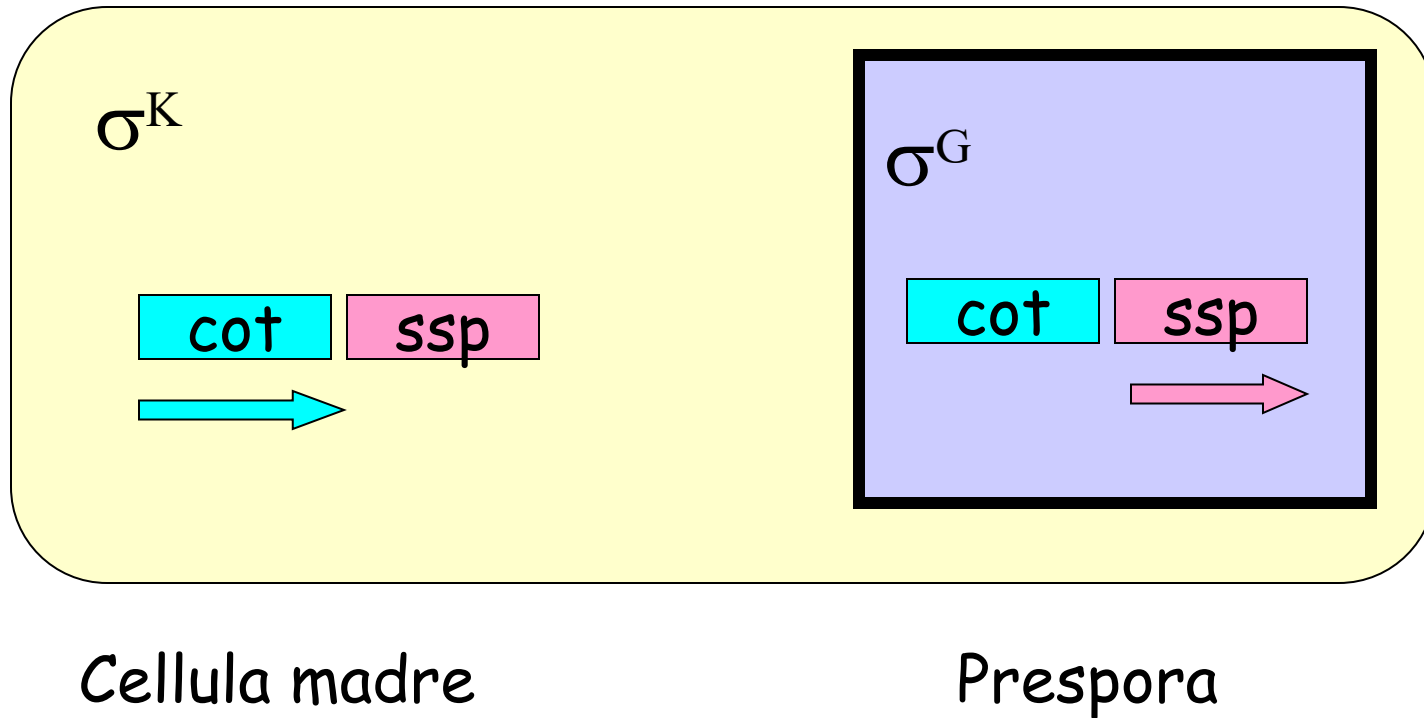 σᴷ
σᴳ
cot ssp
cot ssp
Cellula madre
Prespora